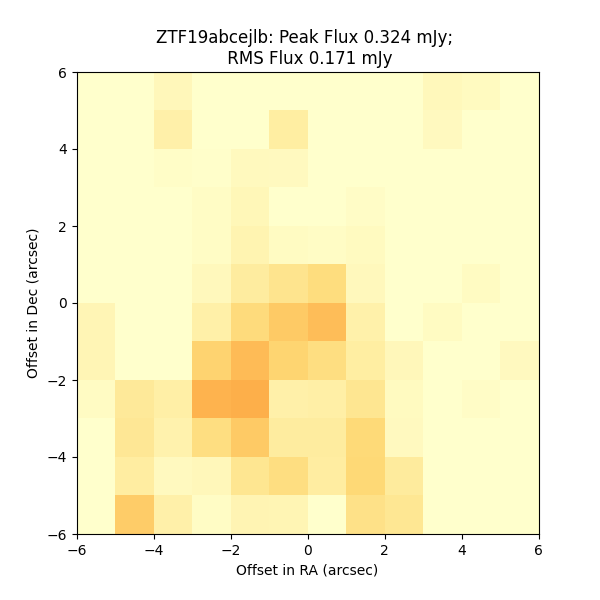 ZTF19abcejlb: Peak Flux 0.324 mJy;
RMS Flux 0.171 mJy
6
4
2
0
−2
−4
−6
Offset in Dec (arcsec)
−6 −4 −2 0 2 4 6
Offset in RA (arcsec)